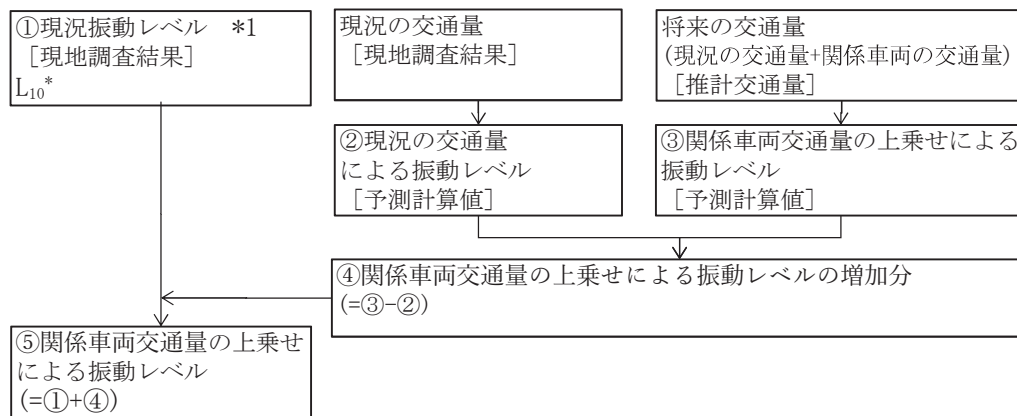 ①現況振動レベル　*1
［現地調査結果］
L10*
現況の交通量
［現地調査結果］
将来の交通量
(現況の交通量+関係車両の交通量)
［推計交通量］
②現況の交通量
による振動レベル
［予測計算値］
③関係車両交通量の上乗せによる
振動レベル
［予測計算値］
④関係車両交通量の上乗せによる振動レベルの増加分
(=③−②)
⑤関係車両交通量の上乗せ
による振動レベル
(=①+④)